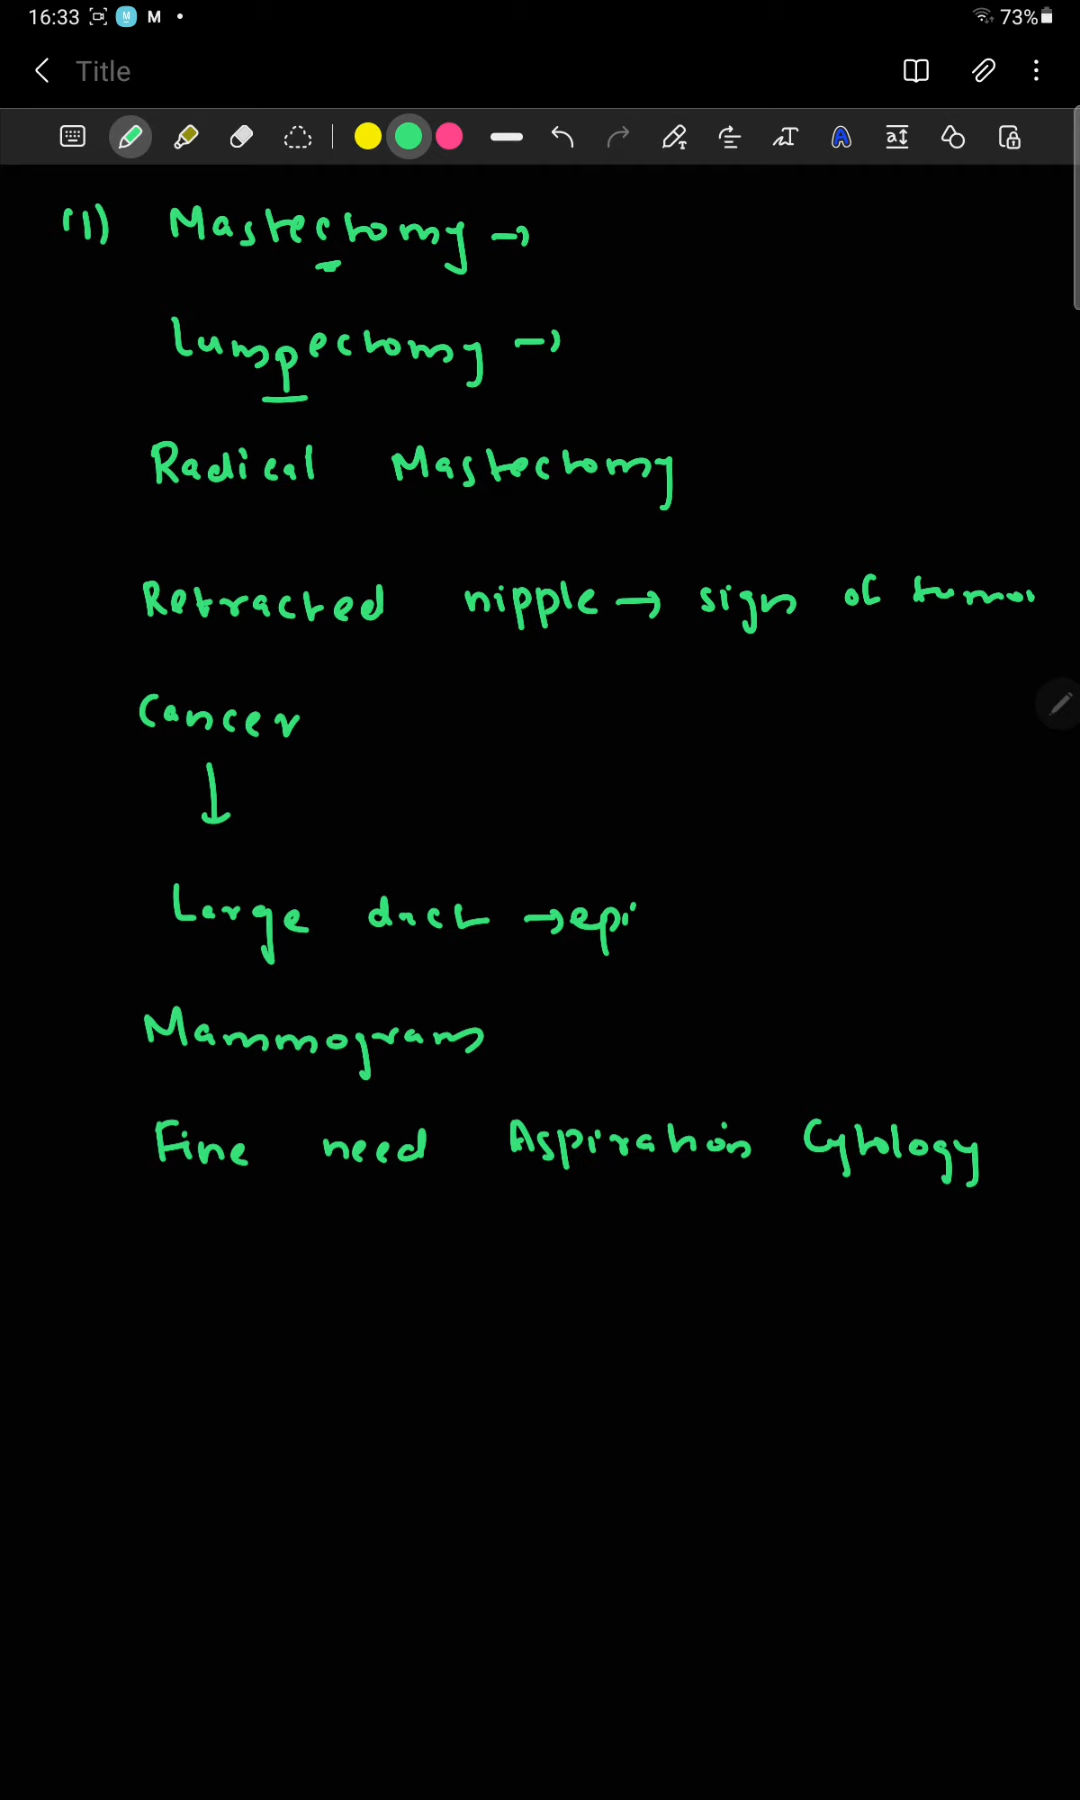 16:33 M 73%
Title
(1) Mastectomy →
Lumpectomy →
Radical Mastectomy
Retracted nipple → sign of tumor
Cancer
↓
Large duct → epi
Mammogram
Fine need Aspiration Cytology